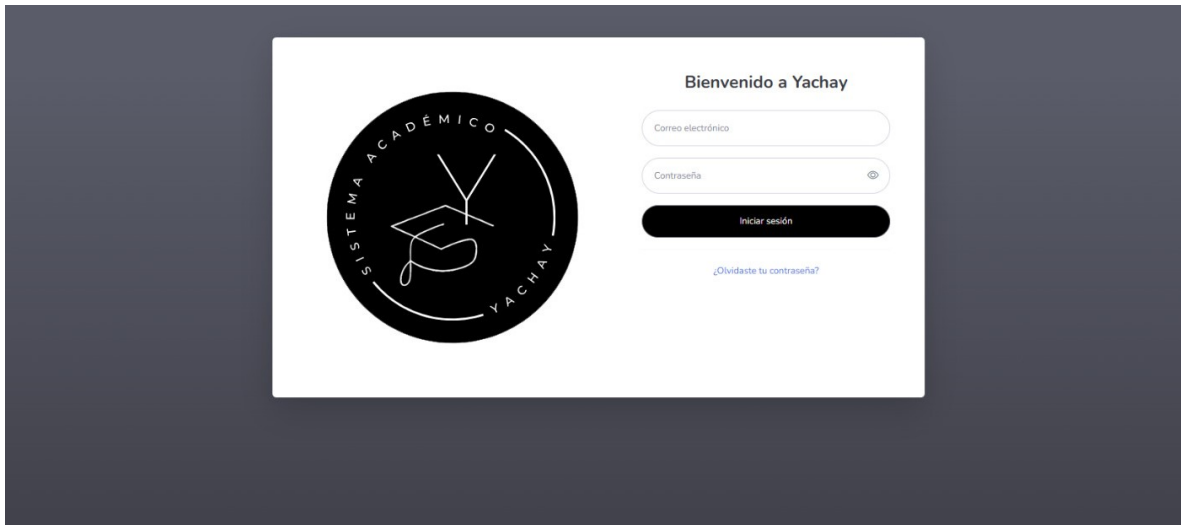 SISTEMA ACADÉMICO
YACHAY
Y
Bienvenido a Yachay
Correo electrónico
Contraseña
Iniciar sesión
¿Olvidaste tu contraseña?